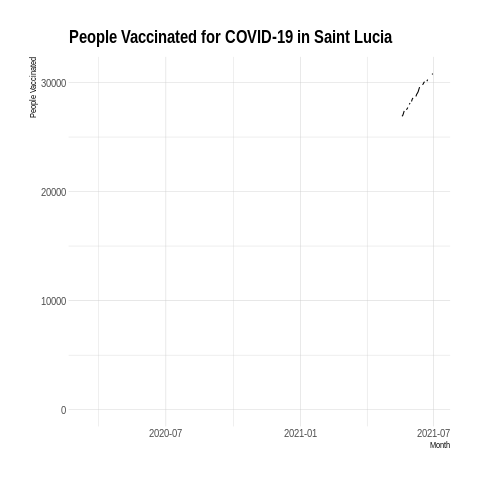 People Vaccinated for COVID-19 in Saint Lucia
People Vaccinated
30000
20000
10000
0
2020-07
2021-01
2021-07
Month